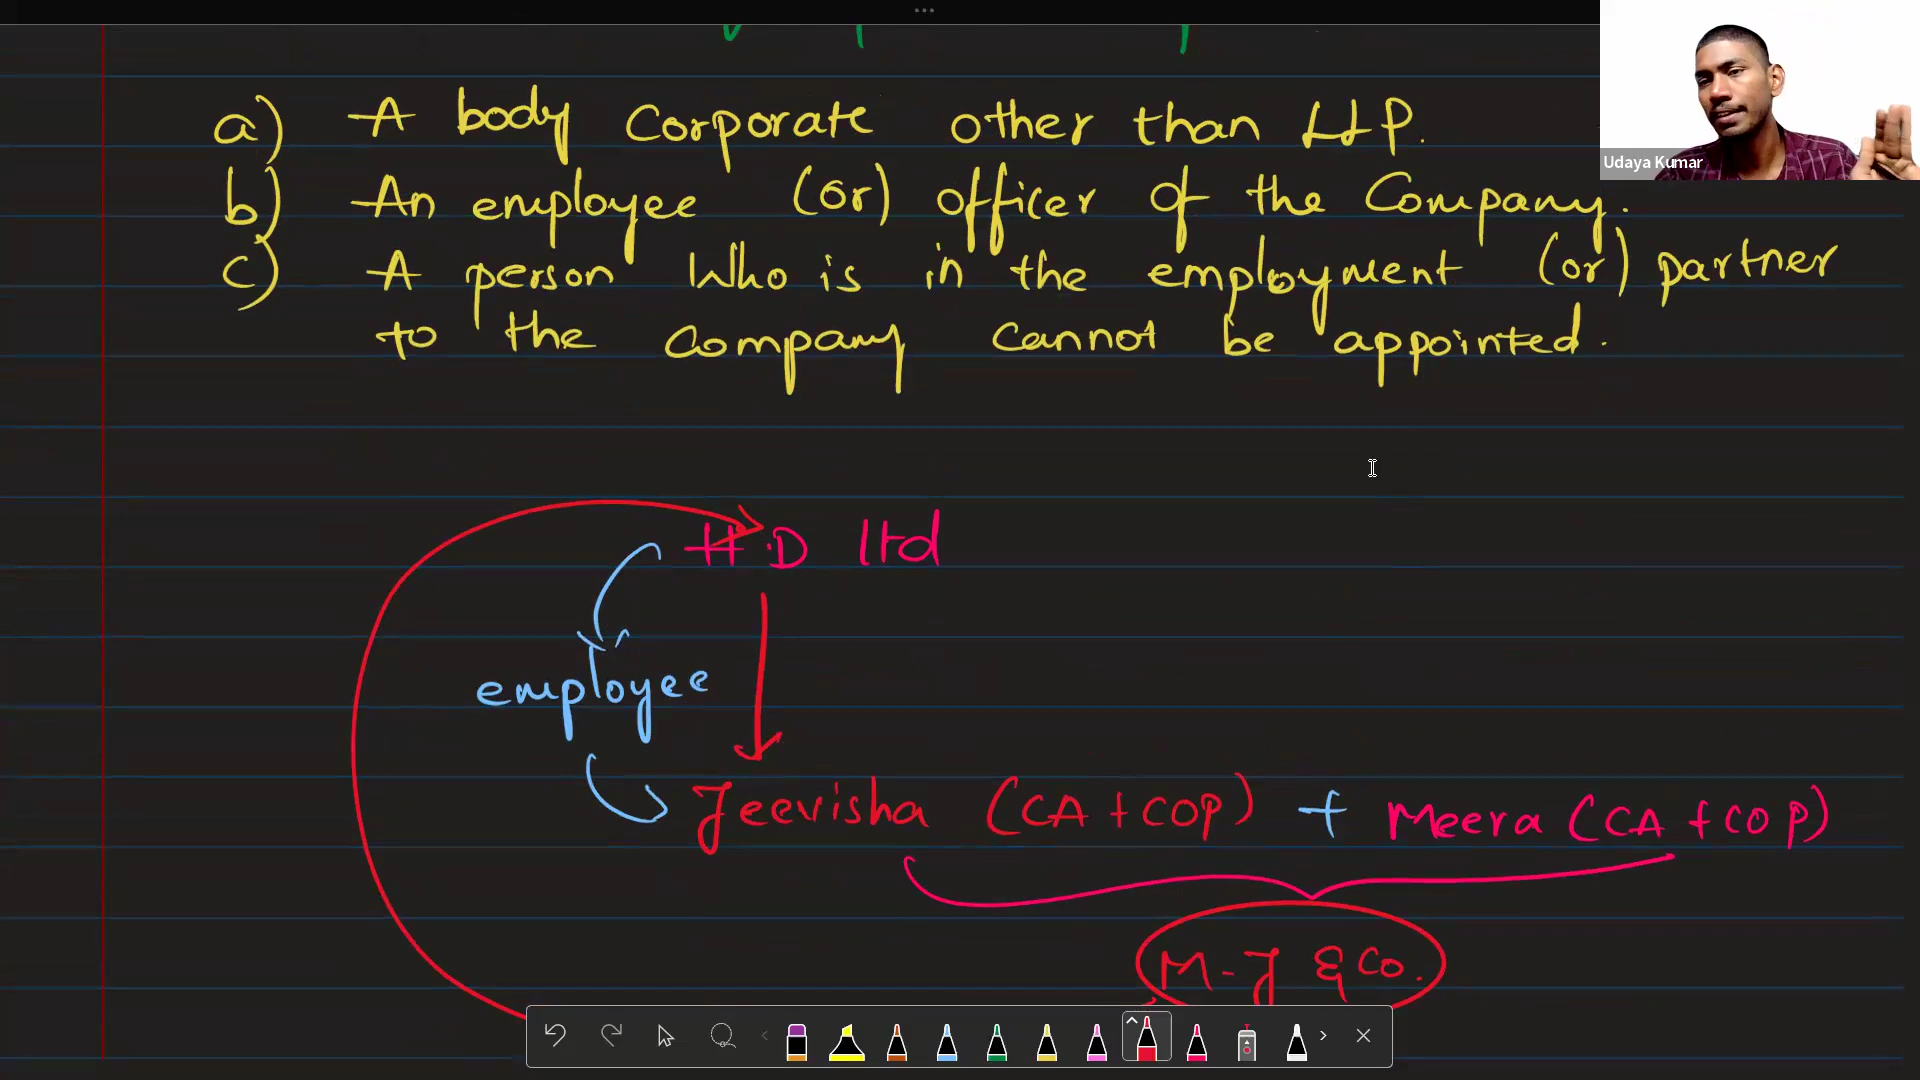 a) A body Corporate other than LLP.
Udaya Kumar
b) An employee (or) officer of the Company.
c) A person Who is in the employment (or) partner
to the Company cannot be appointed.
H.D ltd
employee
Jeevisha (CA + COP) + Meera (CA + COP)
M-J & Co.